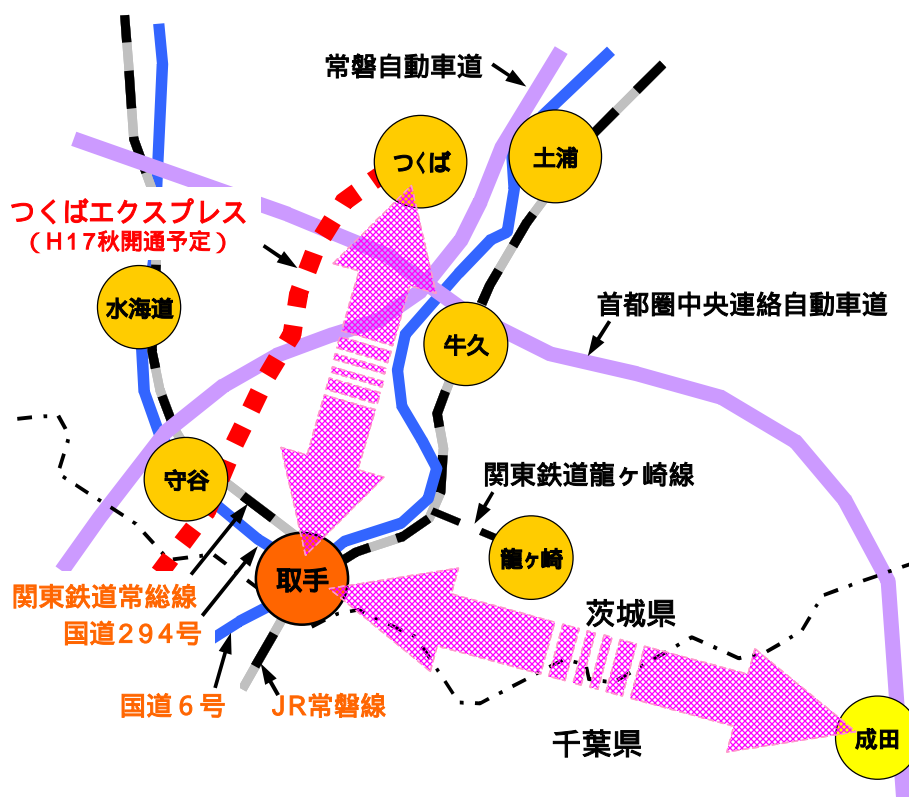 常磐自動車道
つくば
土浦
つくばエクスプレス
（H17秋開通予定）
水海道
首都圏中央連絡自動車道
牛久
守谷
関東鉄道龍ヶ崎線
龍ヶ崎
取手
関東鉄道常総線
茨城県
国道294号
国道６号
JR常磐線
千葉県
成田